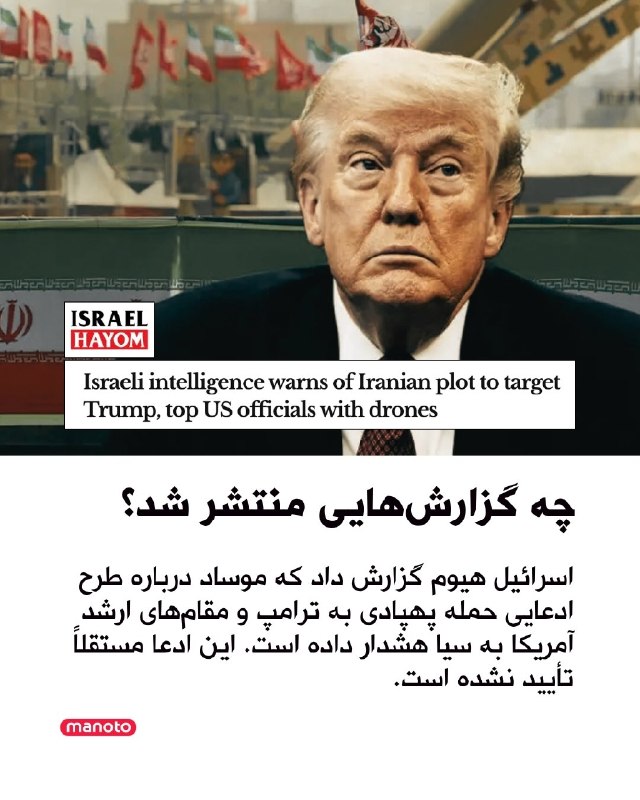 ISRAEL
HAYOM
Israeli intelligence warns of Iranian plot to target
Trump, top US officials with drones
چه گزارش‌هایی منتشر شد؟
اسرائیل هیوم گزارش داد که موساد درباره طرح
ادعایی حمله پهپادی به ترامپ و مقام‌های ارشد
آمریکا به سیا هشدار داده است. این ادعا مستقلاً
تأیید نشده است.
manoto